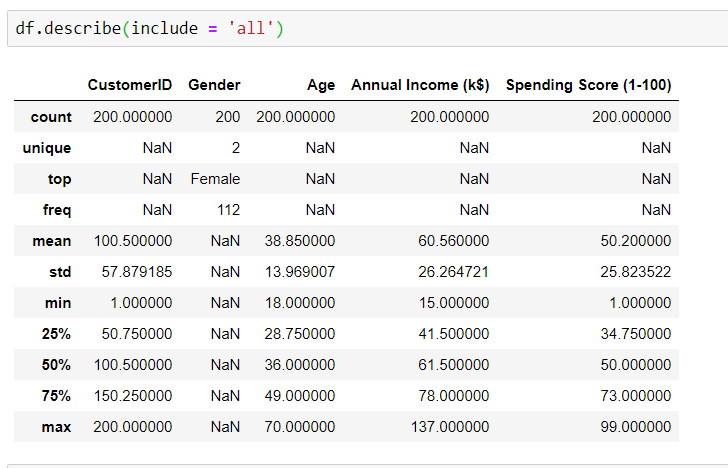 df.describe(include = 'all')
CustomerID Gender Age Annual Income (k$) Spending Score (1-100)
count 200.000000 200 200.000000 200.000000 200.000000
unique NaN 2 NaN NaN NaN
top NaN Female NaN NaN NaN
freq NaN 112 NaN NaN NaN
mean 100.500000 NaN 38.850000 60.560000 50.200000
std 57.879185 NaN 13.969007 26.264721 25.823522
min 1.000000 NaN 18.000000 15.000000 1.000000
25% 50.750000 NaN 28.750000 41.500000 34.750000
50% 100.500000 NaN 36.000000 61.500000 50.000000
75% 150.250000 NaN 49.000000 78.000000 73.000000
max 200.000000 NaN 70.000000 137.000000 99.000000